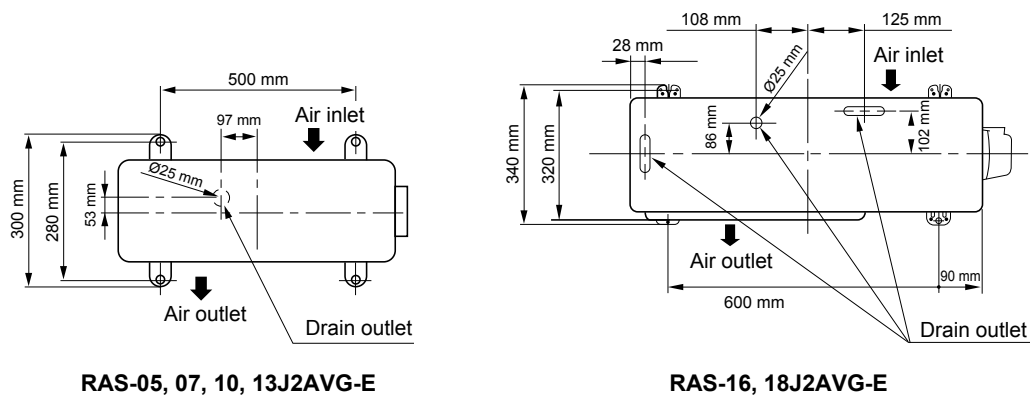 500 mm
97 mm
Air inlet
Ø25 mm
53 mm
280 mm
300 mm
Air outlet
Drain outlet
RAS-05, 07, 10, 13J2AVG-E
108 mm
125 mm
28 mm
Air inlet
Ø25 mm
86 mm
102 mm
320 mm
340 mm
Air outlet
90 mm
600 mm
Drain outlet
RAS-16, 18J2AVG-E